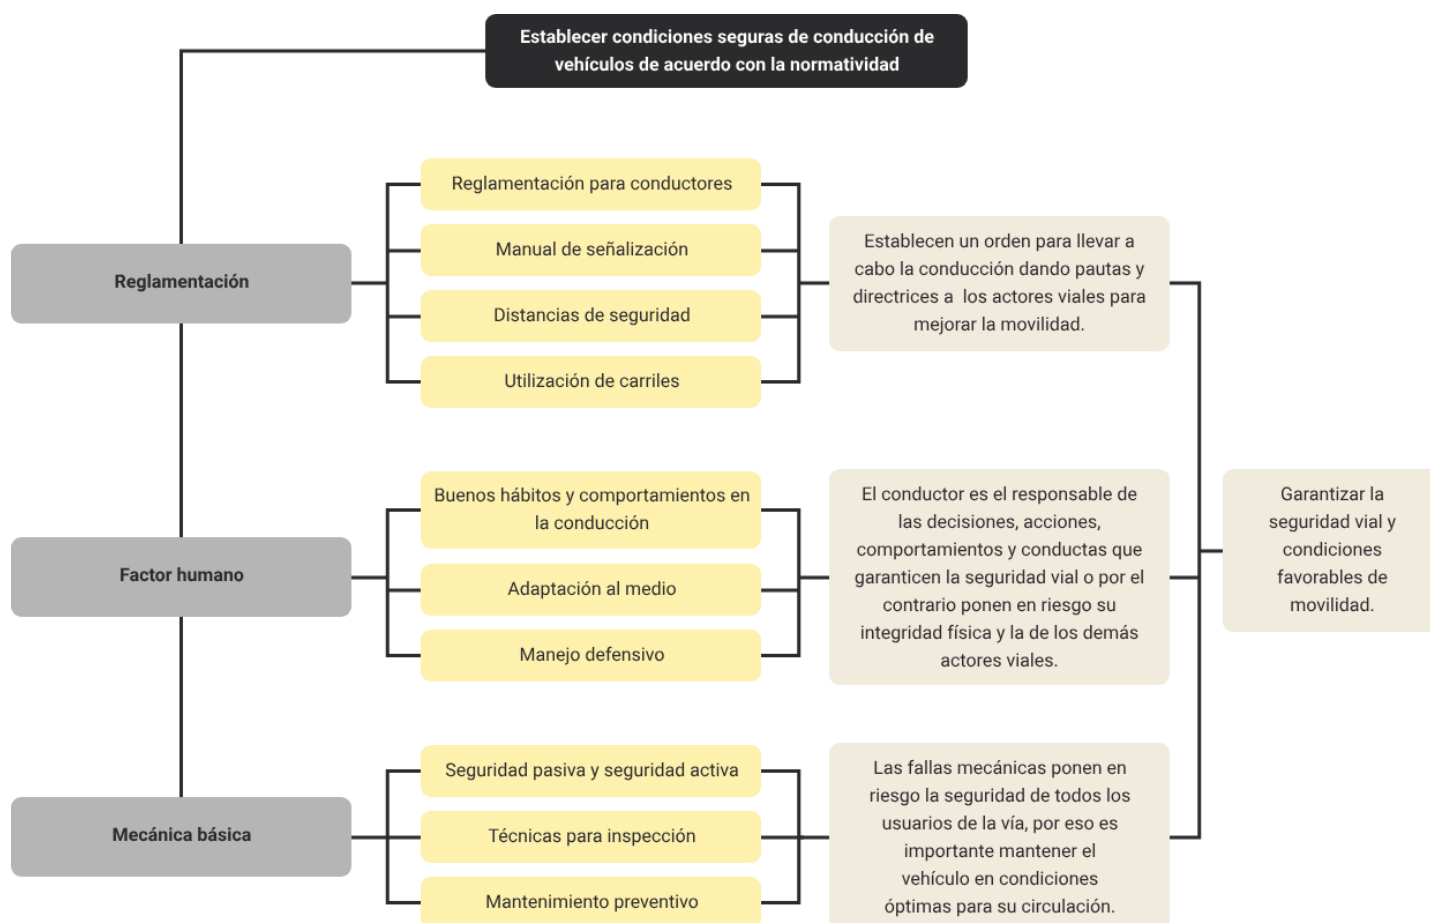 Establecer condiciones seguras de conducción de
vehículos de acuerdo con la normatividad
Reglamentación
Reglamentación para conductores
Manual de señalización
Distancias de seguridad
Utilización de carriles
Establecen un orden para llevar a
cabo la conducción dando pautas y
directrices a  los actores viales para
mejorar la movilidad.
Factor humano
Buenos hábitos y comportamientos en
la conducción
Adaptación al medio
Manejo defensivo
El conductor es el responsable de
las decisiones, acciones,
comportamientos y conductas que
garanticen la seguridad vial o por el
contrario ponen en riesgo su
integridad física y la de los demás
actores viales.
Mecánica básica
Seguridad pasiva y seguridad activa
Técnicas para inspección
Mantenimiento preventivo
Las fallas mecánicas ponen en
riesgo la seguridad de todos los
usuarios de la vía, por eso es
importante mantener el
vehículo en condiciones
óptimas para su circulación.
Garantizar la
seguridad vial y
condiciones
favorables de
movilidad.